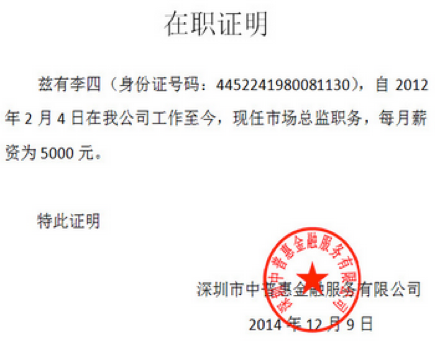 在职证明
兹有李四（身份证号码：4452241980081130），自 2012
年 2 月 4 日在我公司工作至今，现任市场总监职务，每月薪
资为 5000 元。
特此证明
深圳中普惠金融服务有限公司
深圳市中普惠金融服务有限公司
2014 年 12 月 9 日